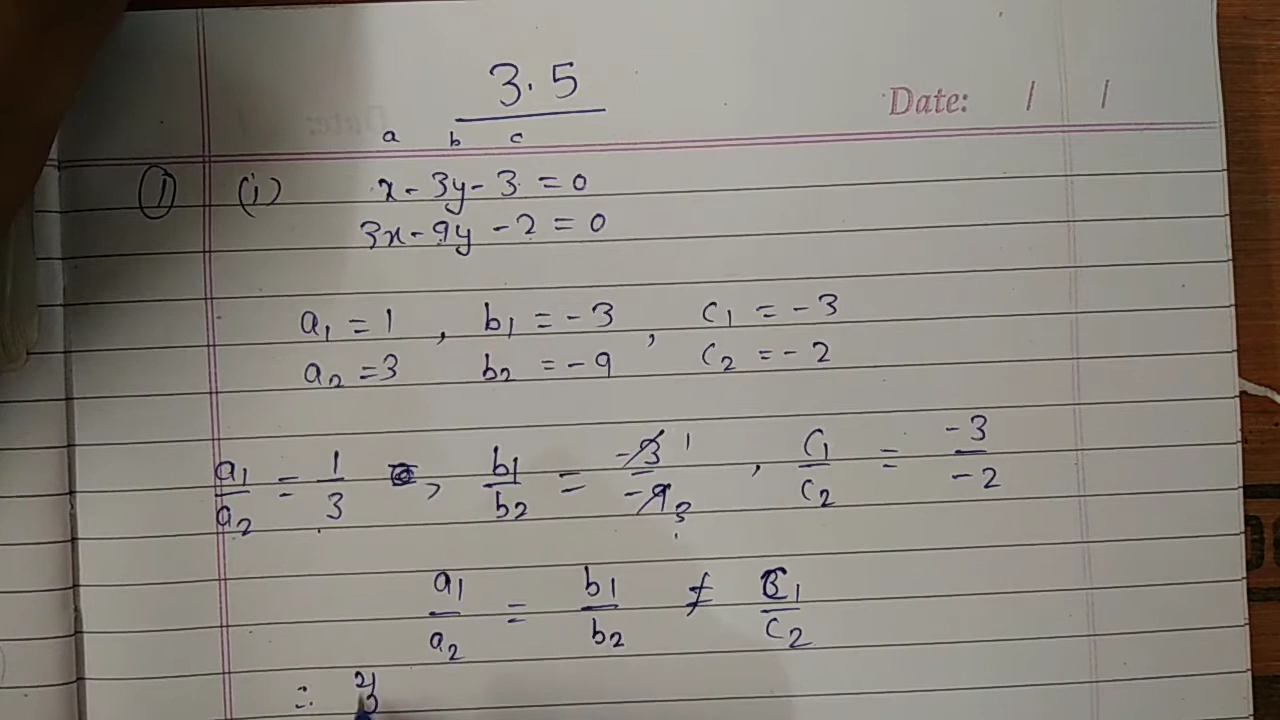 3.5
Date: / /
a b c
① (i) x - 3y - 3 = 0
3x - 9y - 2 = 0
a₁ = 1 , b₁ = -3 , c₁ = -3
a₂ = 3 b₂ = -9 c₂ = -2
a₁/a₂ = 1/3 , b₁/b₂ = -3/-9 1/3 , c₁/c₂ = -3/-2
a₁/a₂ = b₁/b₂ ≠ c₁/c₂
∴